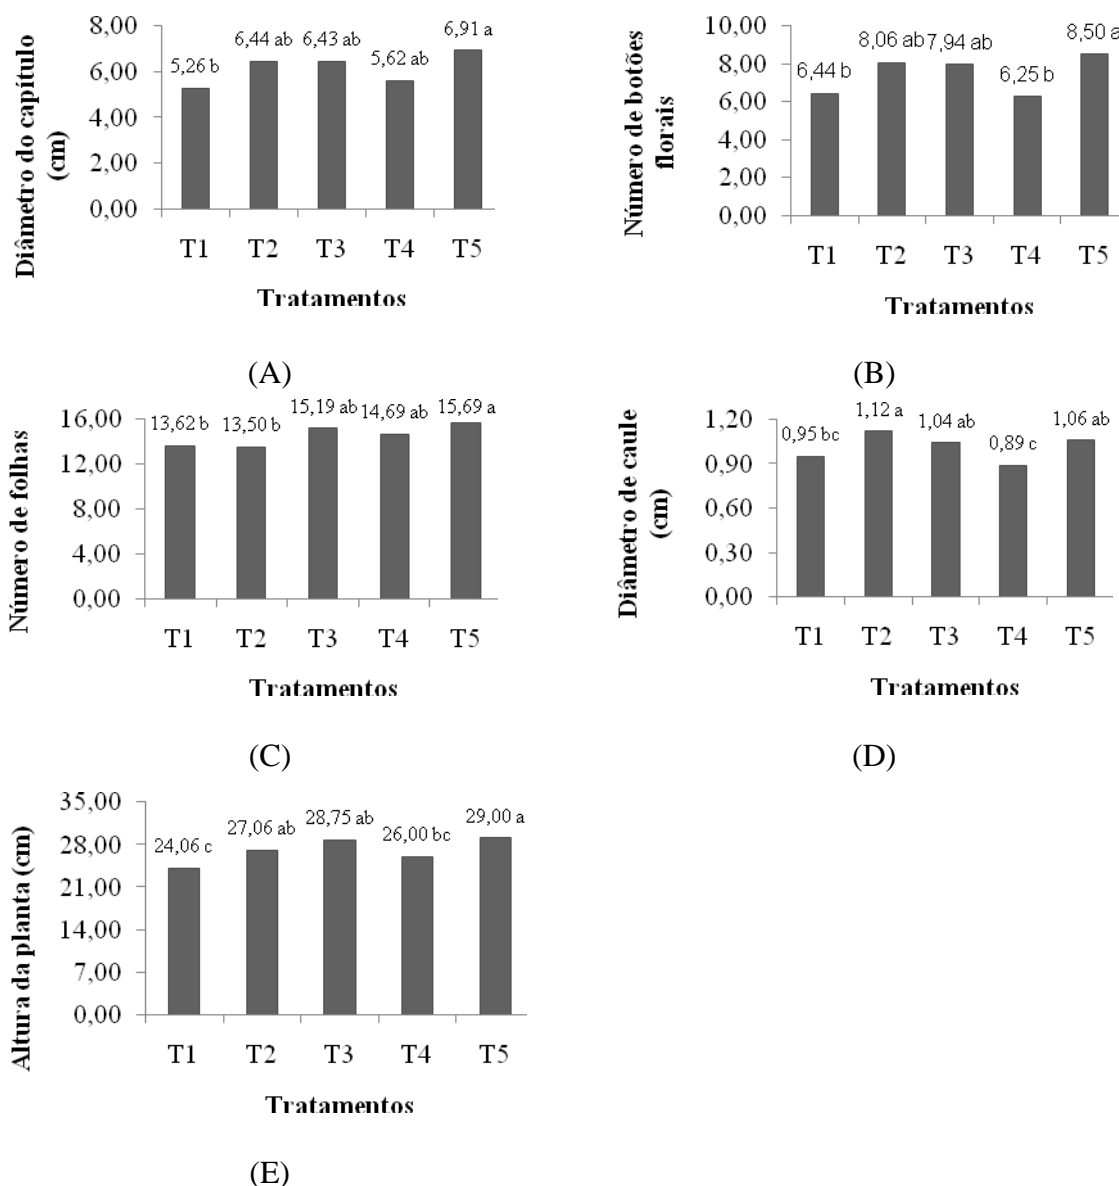 Diâmetro do capítulo
(cm)
8,00
6,00
4,00
2,00
0,00
5,26 b
6,44 ab
6,43 ab
5,62 ab
6,91 a
T1 T2 T3 T4 T5
Tratamentos
(A)
Número de botões
florais
10,00
8,00
6,00
4,00
2,00
0,00
6,44 b
8,06 ab
7,94 ab
6,25 b
8,50 a
T1 T2 T3 T4 T5
Tratamentos
(B)
Número de folhas
16,00
12,00
8,00
4,00
0,00
13,62 b
13,50 b
15,19 ab
14,69 ab
15,69 a
T1 T2 T3 T4 T5
Tratamentos
(C)
Diâmetro de caule
(cm)
1,20
0,90
0,60
0,30
0,00
0,95 bc
1,12 a
1,04 ab
0,89 c
1,06 ab
T1 T2 T3 T4 T5
Tratamentos
(D)
Altura da planta (cm)
35,00
28,00
21,00
14,00
7,00
0,00
24,06 c
27,06 ab
28,75 ab
26,00 bc
29,00 a
T1 T2 T3 T4 T5
Tratamentos
(E)